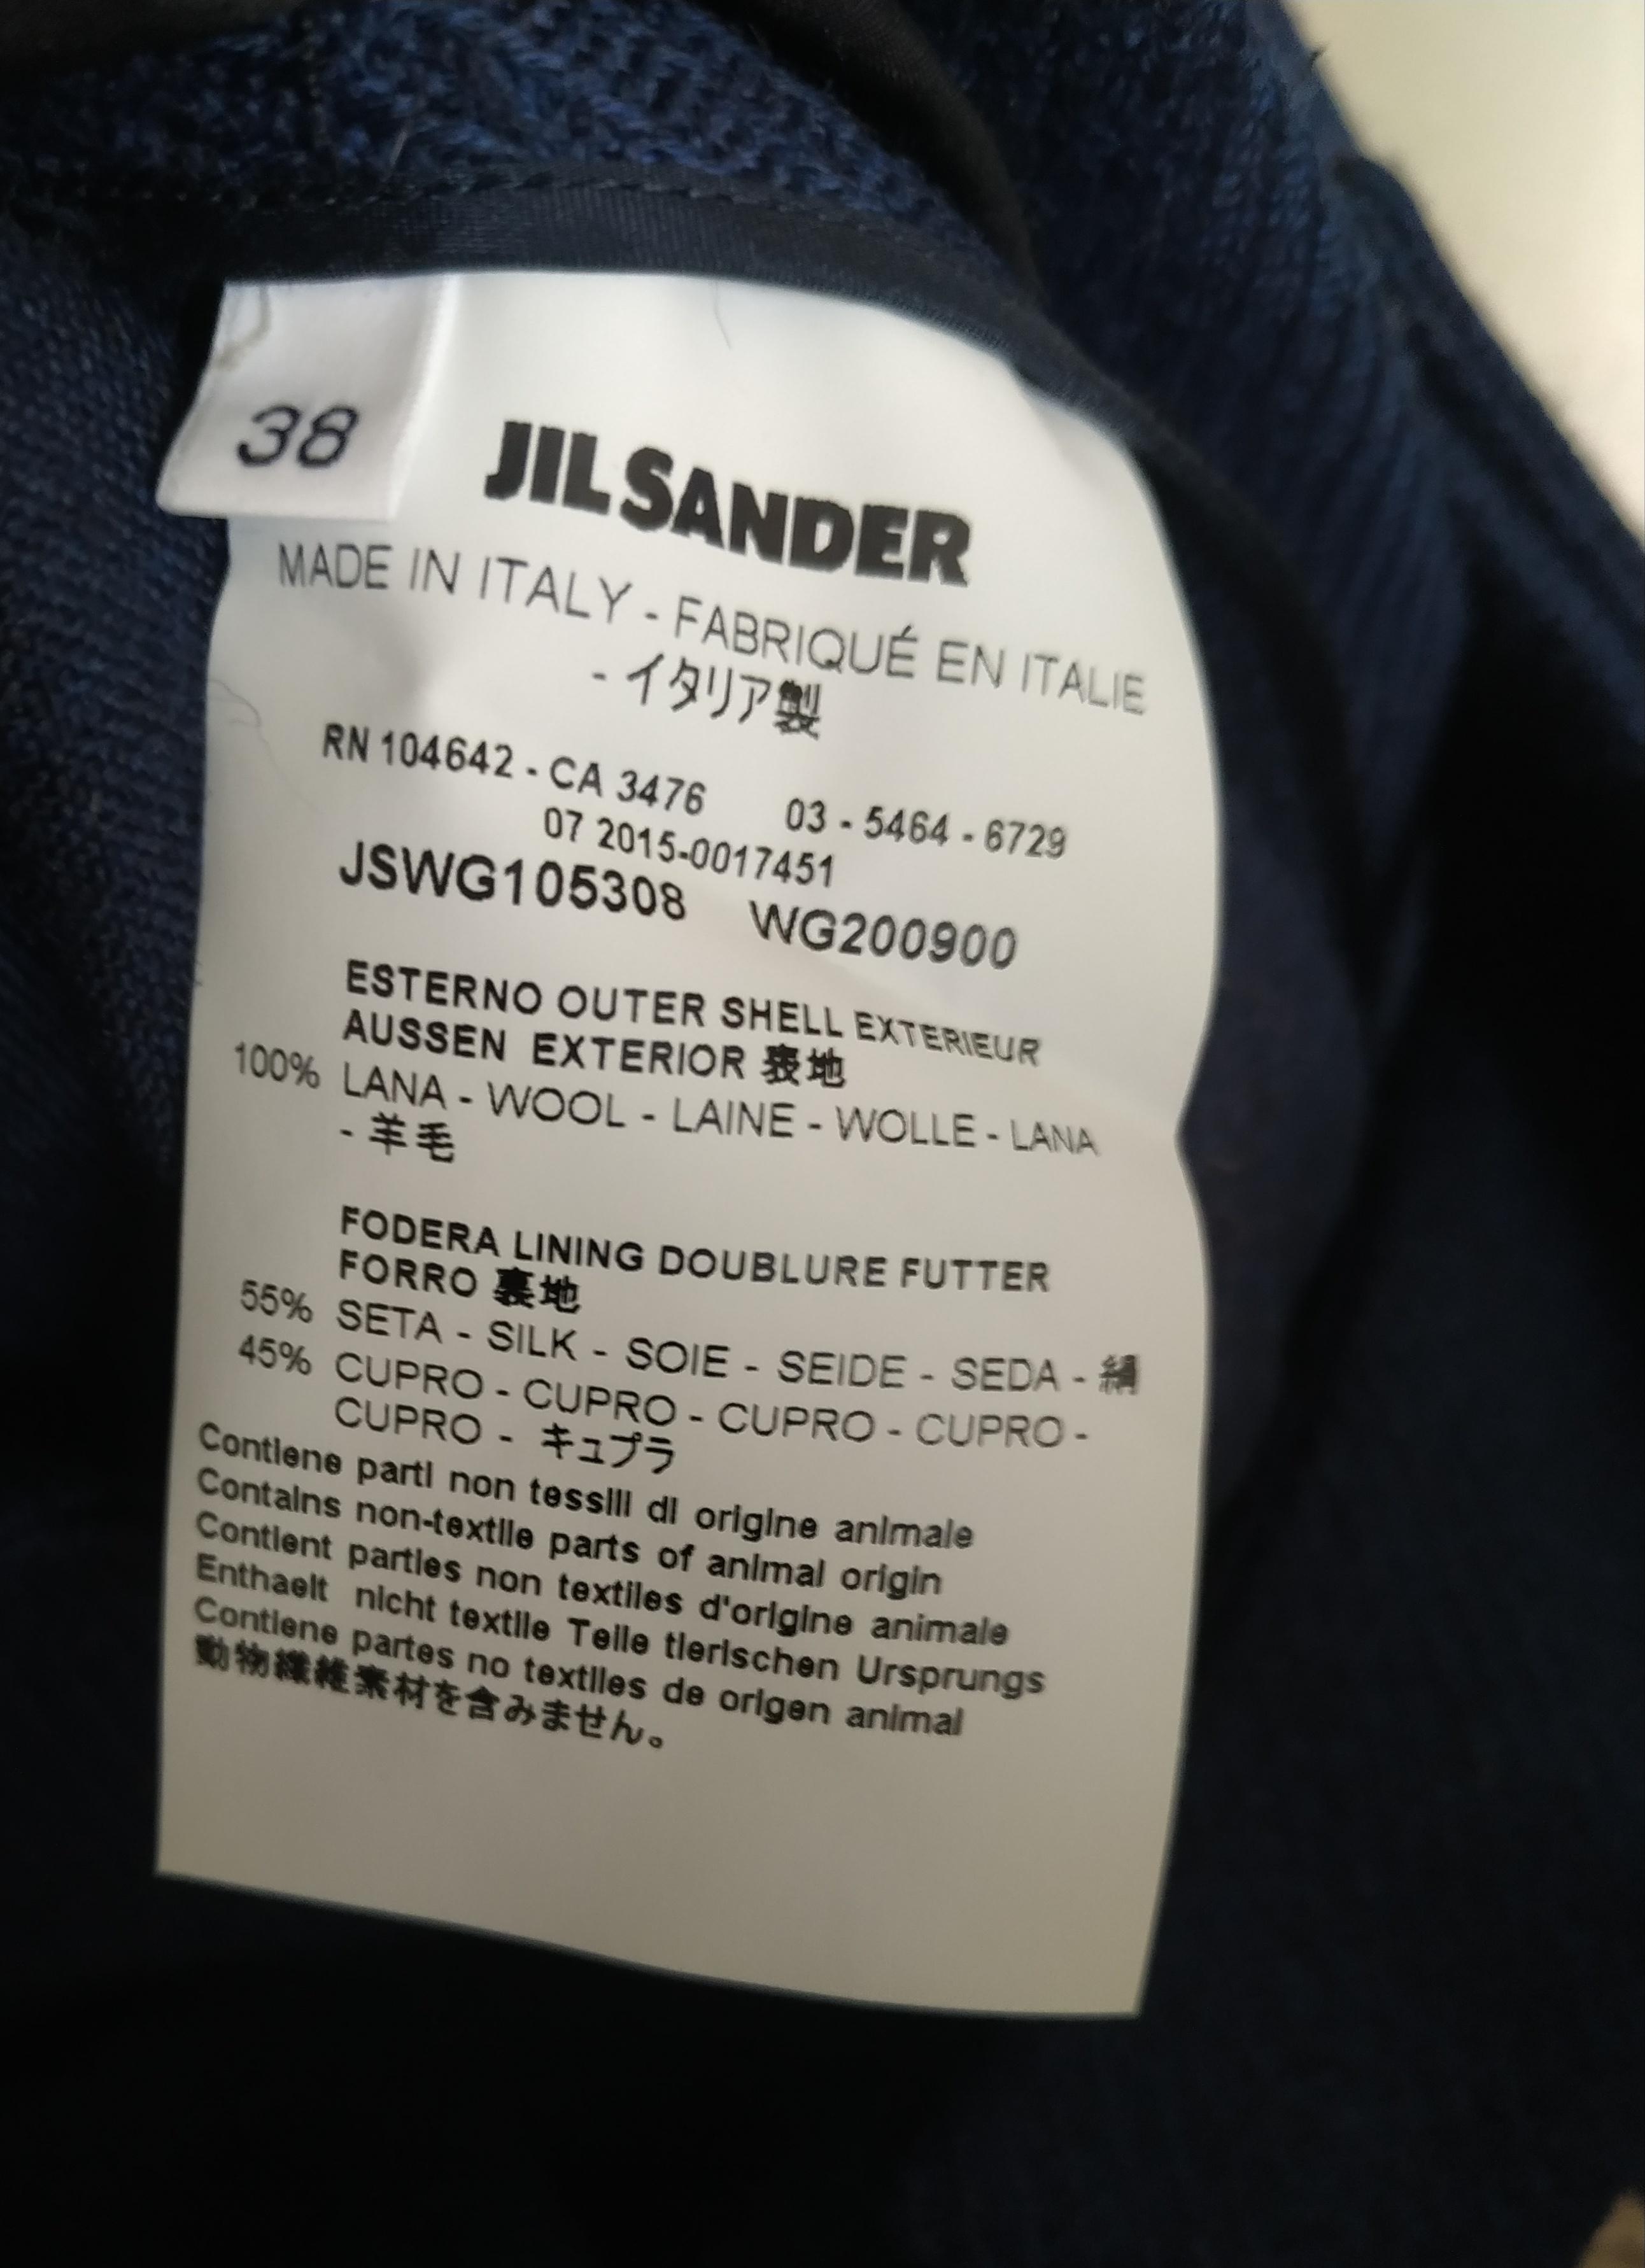 38
JIL SANDER
MADE IN ITALY - FABRIQUÉ EN ITALIE
- イタリア製
RN 104642 - CA 3476 03 - 5464 - 6729
07 2015-0017451
JSWG105308 WG200900
ESTERNO OUTER SHELL EXTERIEUR
AUSSEN EXTERIOR 表地
100% LANA - WOOL - LAINE - WOLLE - LANA
- 羊毛
FODERA LINING DOUBLURE FUTTER
FORRO 裏地
55% SETA - SILK - SOIE - SEIDE - SEDA - 絹
45% CUPRO - CUPRO - CUPRO - CUPRO -
CUPRO - キュプラ
Contiene parti non tessili di origine animale
Contains non-textile parts of animal origin
Contient parties non textiles d'origine animale
Enthaelt nicht textile Teile tierischen Ursprungs
Contiene partes no textiles de origen animal
動物繊維素材を含みません。